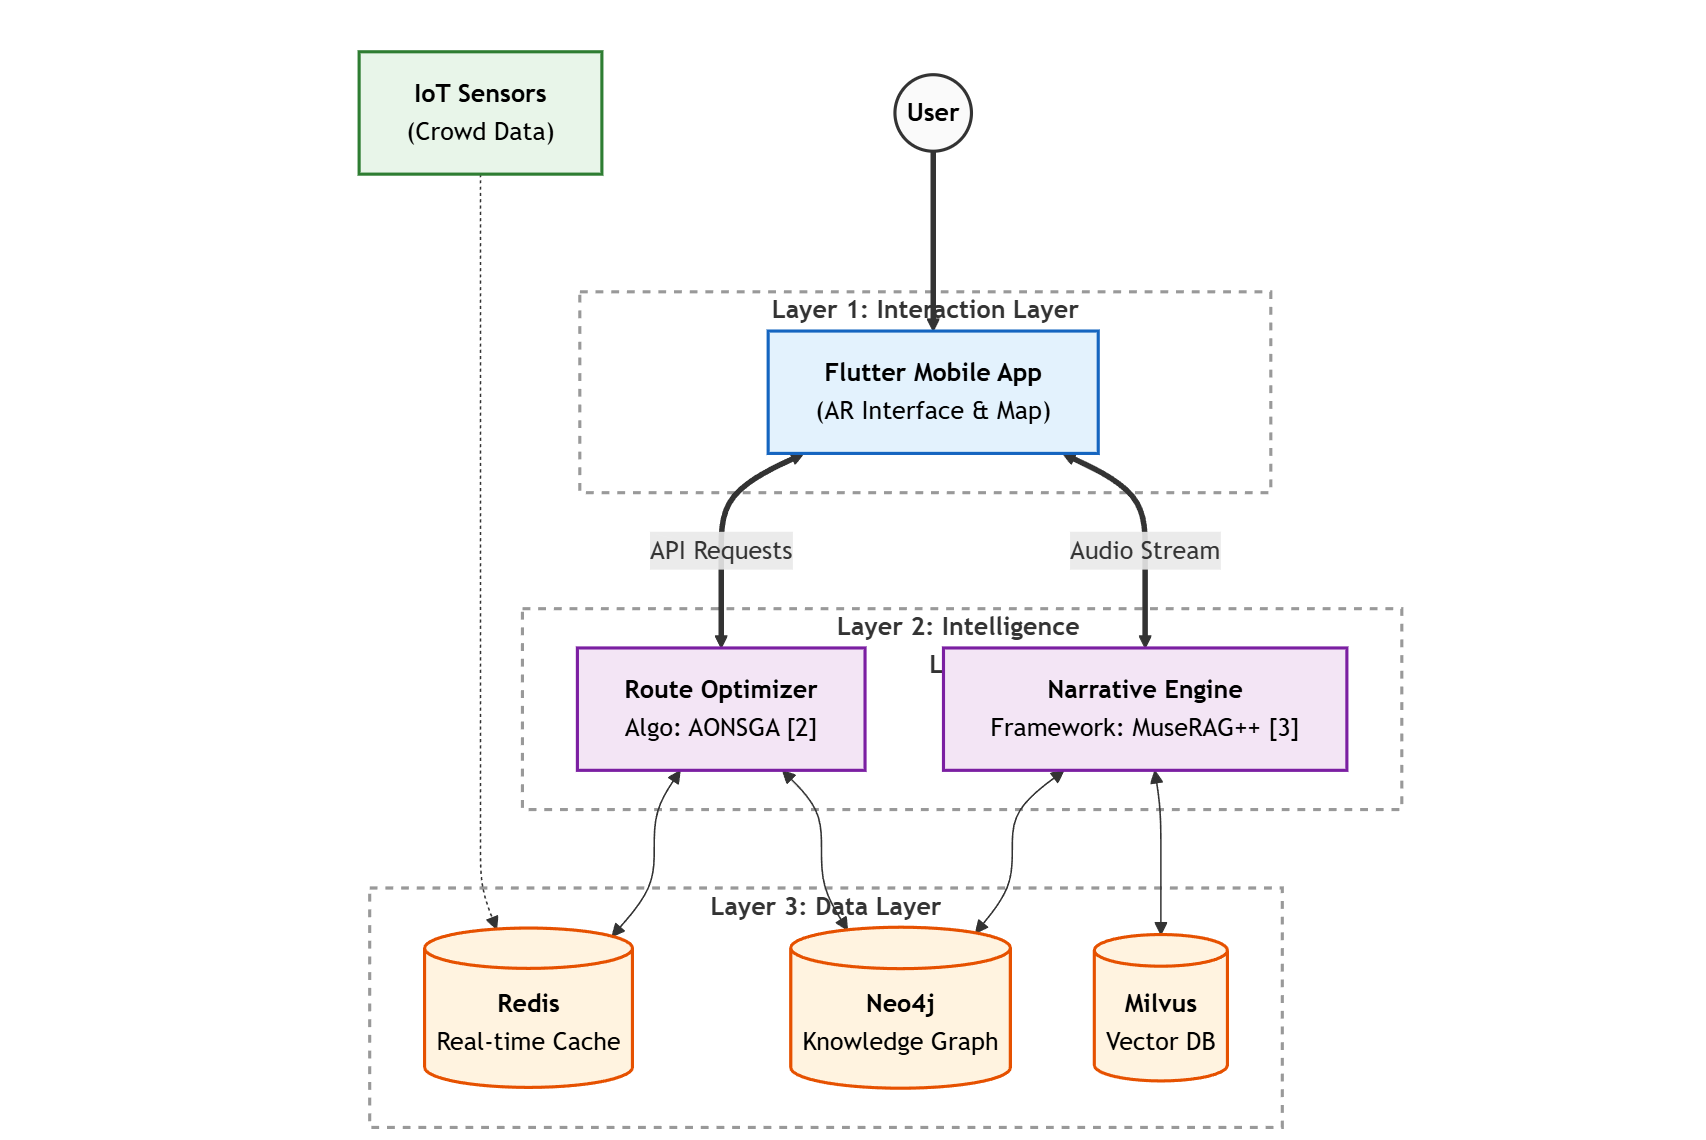 IoT Sensors
(Crowd Data)
User
Layer 1: Interaction Layer
Flutter Mobile App
(AR Interface & Map)
API Requests
Audio Stream
Layer 2: Intelligence
L
Route Optimizer
Algo: AONSGA [2]
Narrative Engine
Framework: MuseRAG++ [3]
Layer 3: Data Layer
Redis
Real-time Cache
Neo4j
Knowledge Graph
Milvus
Vector DB